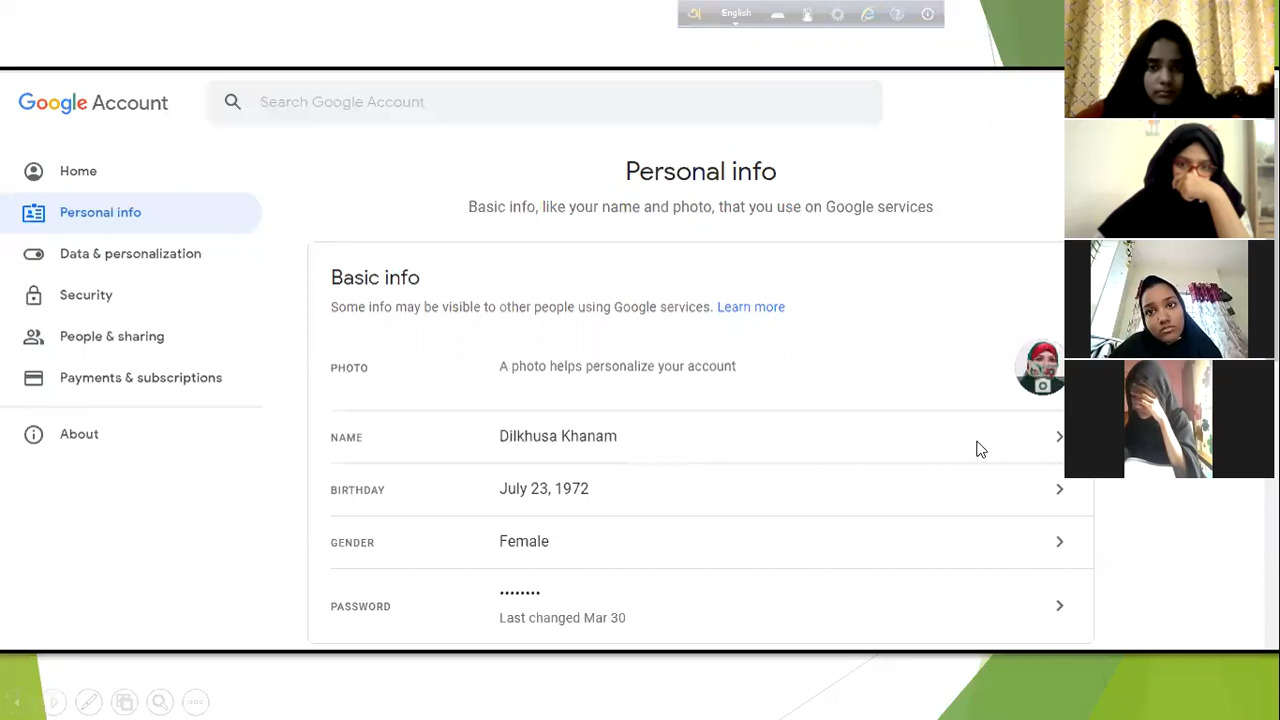 অ English
Google Account
Search Google Account
Home
Personal info
Data & personalization
Security
People & sharing
Payments & subscriptions
About
Personal info
Basic info, like your name and photo, that you use on Google services
Basic info
Some info may be visible to other people using Google services. Learn more
PHOTO A photo helps personalize your account
NAME Dilkhusa Khanam
BIRTHDAY July 23, 1972
GENDER Female
PASSWORD ••••••••
Last changed Mar 30